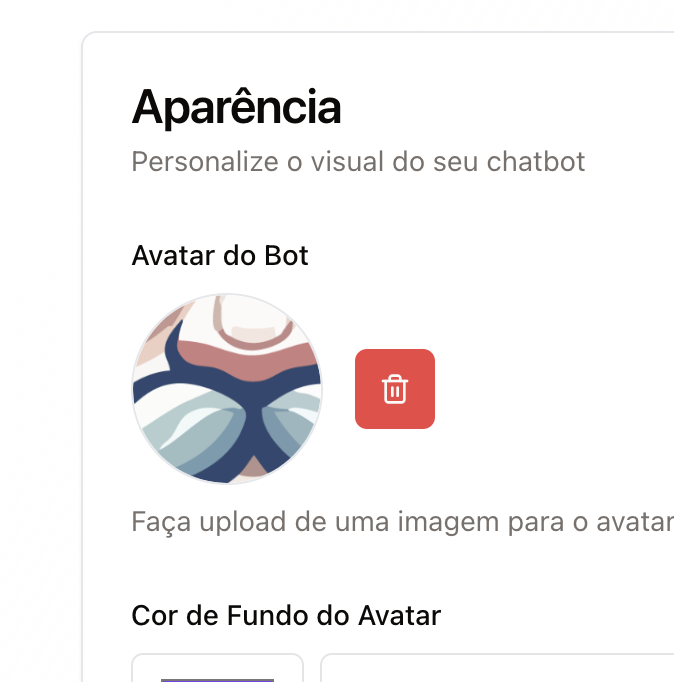 Aparência
Personalize o visual do seu chatbot
Avatar do Bot
Faça upload de uma imagem para o avatar
Cor de Fundo do Avatar